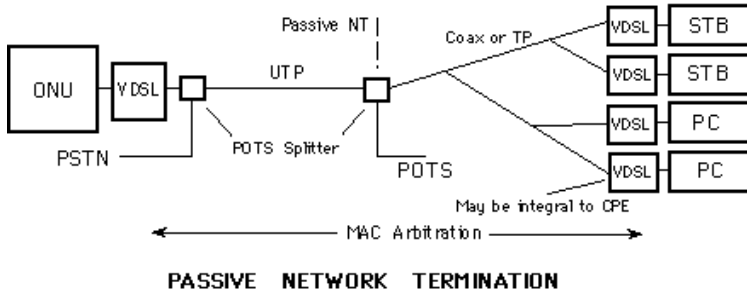 Passive NT
Coax or TP
VDSL
STB
ONU
VDSL
UTP
VDSL
STB
PSTN
POTS Splitter
POTS
VDSL
PC
VDSL
PC
May be integral to CPE
MAC Arbitration
PASSIVE NETWORK TERMINATION